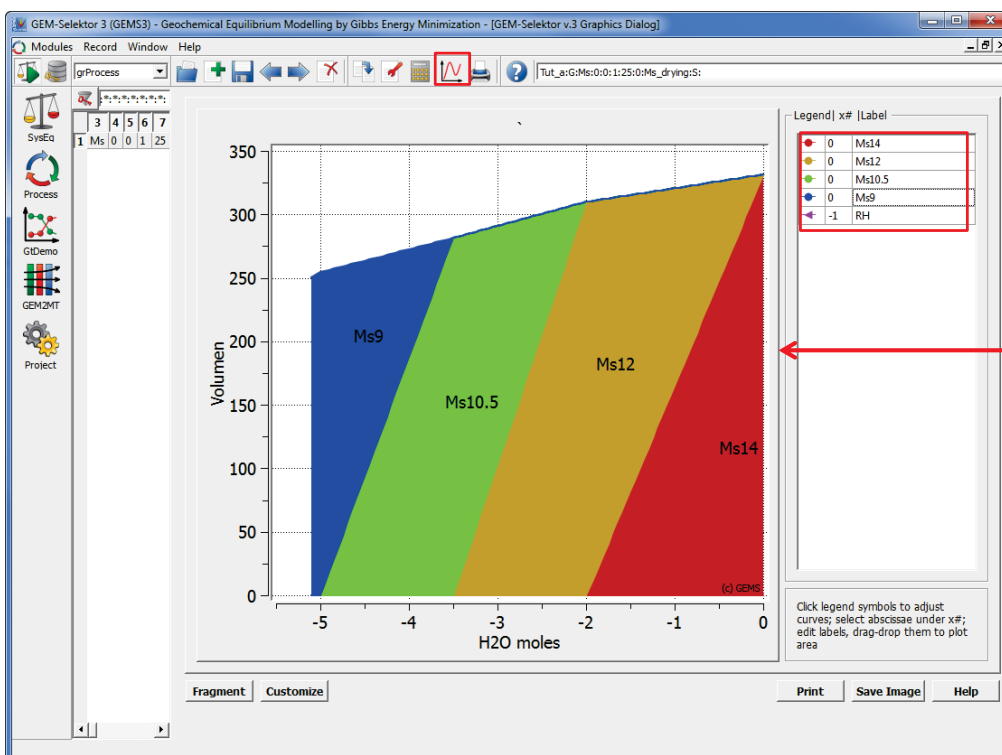 GEM-Selektor 3 (GEMS3) - Geochemical Equilibrium Modelling by Gibbs Energy Minimization - [GEM-Selektor v.3 Graphics Dialog]
Modules Record Window Help
grProcess
Tut_a:G:Ms:0:0:1:25:0:Ms_drying:S:
:*:*:*:*:*:
3 4 5 6 7
1 Ms 0 0 1 25
SysEq
Process
GtDemo
GEM2MT
Project
`
350
300
250
200
150
100
50
0
Volumen
Ms9
Ms10.5
Ms12
Ms14
(c) GEMS
-5 -4 -3 -2 -1 0
H2O moles
Legend| x# |Label
0 Ms14
0 Ms12
0 Ms10.5
0 Ms9
-1 RH
Click legend symbols to adjust
curves; select abscissae under x#;
edit labels, drag-drop them to plot
area
Fragment Customize Print Save Image Help